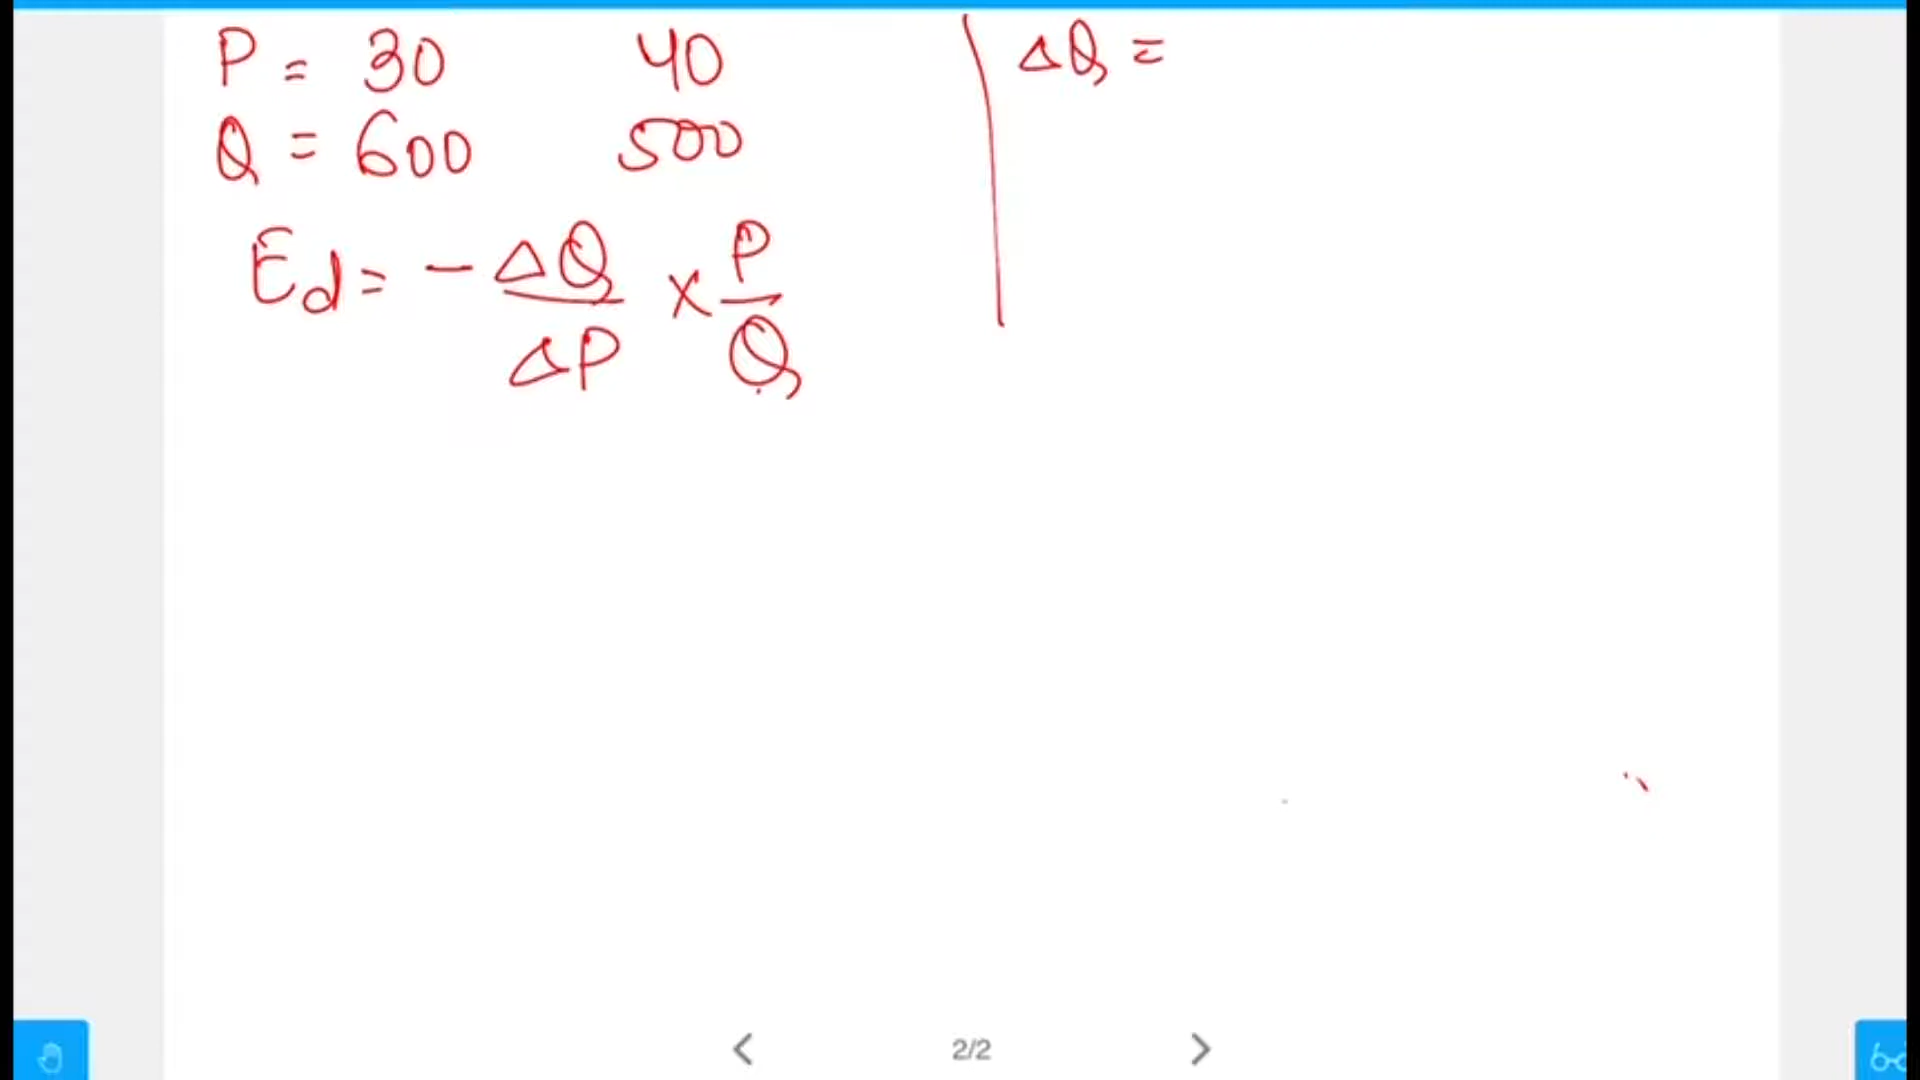 P = 30 40
Q = 600 500
Ed = - ΔQ/ΔP × P/Q
ΔQ =
2/2